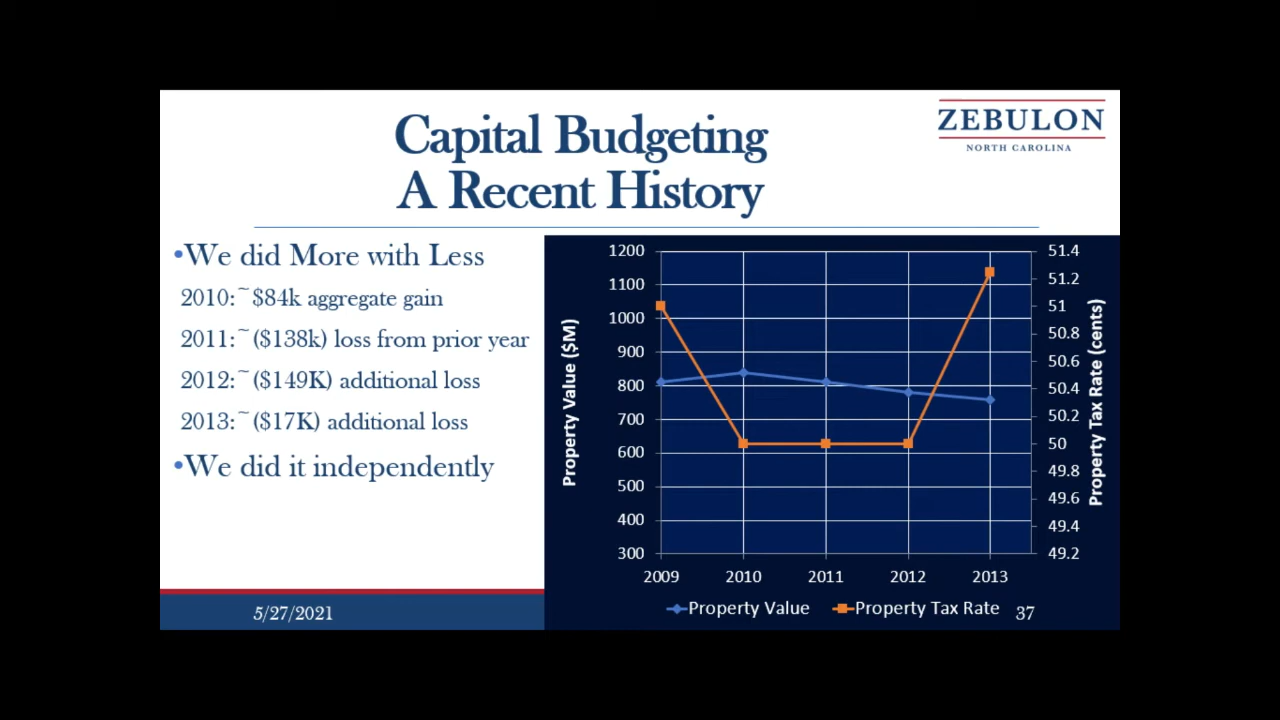 Capital Budgeting
A Recent History
ZEBULON
NORTH CAROLINA
•We did More with Less
2010:~$84k aggregate gain
2011:~($138k) loss from prior year
2012:~($149K) additional loss
2013:~($17K) additional loss
•We did it independently
Property Value ($M)
1200
1100
1000
900
800
700
600
500
400
300
51.4
51.2
51
50.8
50.6
50.4
50.2
50
49.8
49.6
49.4
49.2
Property Tax Rate (cents)
2009 2010 2011 2012 2013
Property Value Property Tax Rate
5/27/2021
37